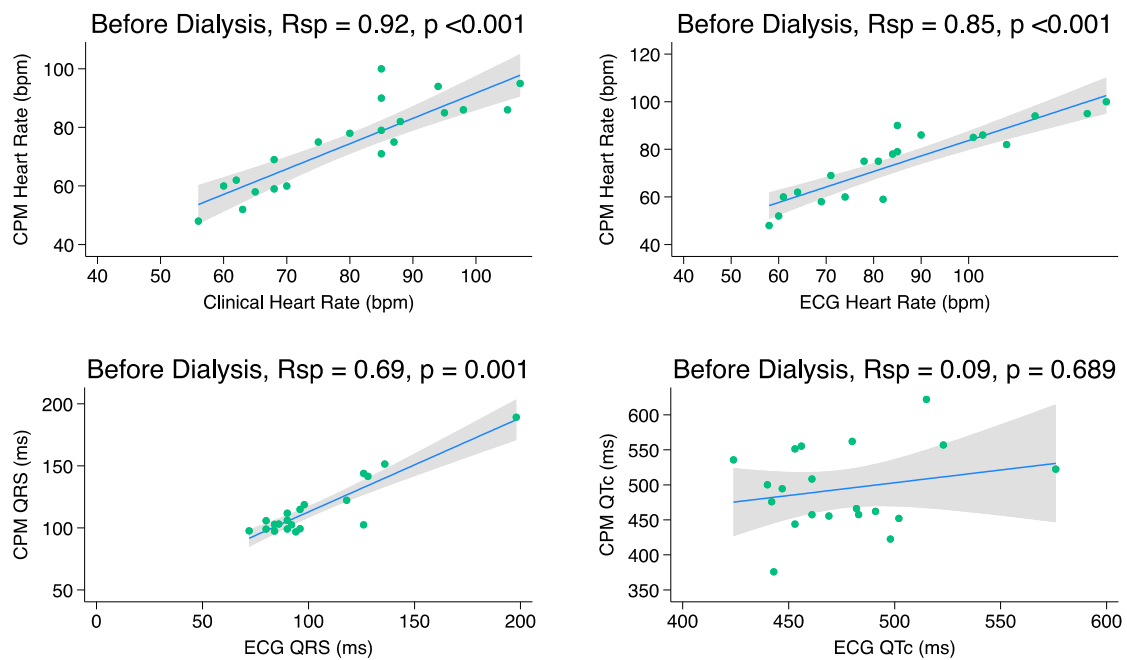 Before Dialysis, Rsp = 0.92, p <0.001
CPM Heart Rate (bpm)
100
80
60
40
40 50 60 70 80 90 100
Clinical Heart Rate (bpm)
Before Dialysis, Rsp = 0.85, p <0.001
CPM Heart Rate (bpm)
120
100
80
60
40
40 50 60 70 80 90 100
ECG Heart Rate (bpm)
Before Dialysis, Rsp = 0.69, p = 0.001
CPM QRS (ms)
200
150
100
50
0 50 100 150 200
ECG QRS (ms)
Before Dialysis, Rsp = 0.09, p = 0.689
CPM QTc (ms)
600
550
500
450
400
350
400 450 500 550 600
ECG QTc (ms)